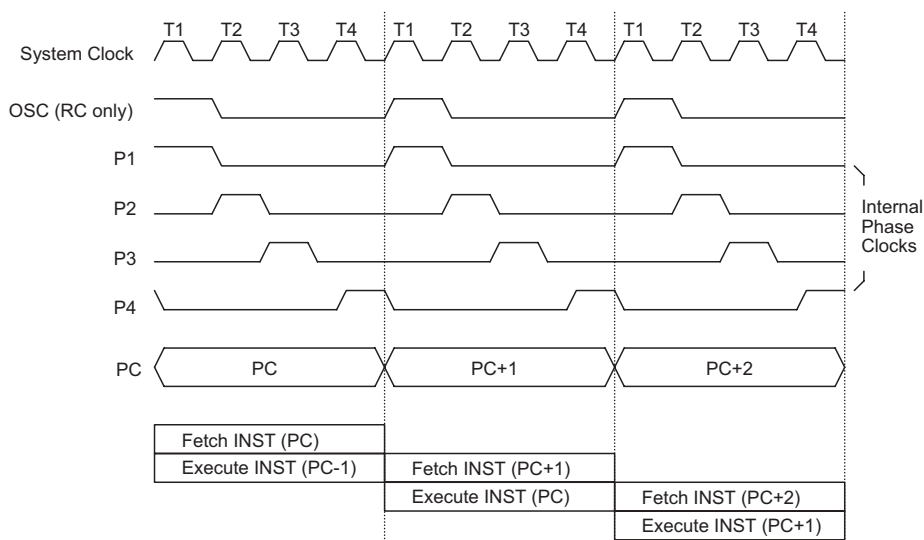 T1 T2 T3 T4 T1 T2 T3 T4 T1 T2 T3 T4
System Clock
OSC (RC only)
P1
P2
P3
P4
Internal
Phase
Clocks
PC PC PC+1 PC+2
Fetch INST (PC)
Execute INST (PC-1) Fetch INST (PC+1)
Execute INST (PC) Fetch INST (PC+2)
Execute INST (PC+1)